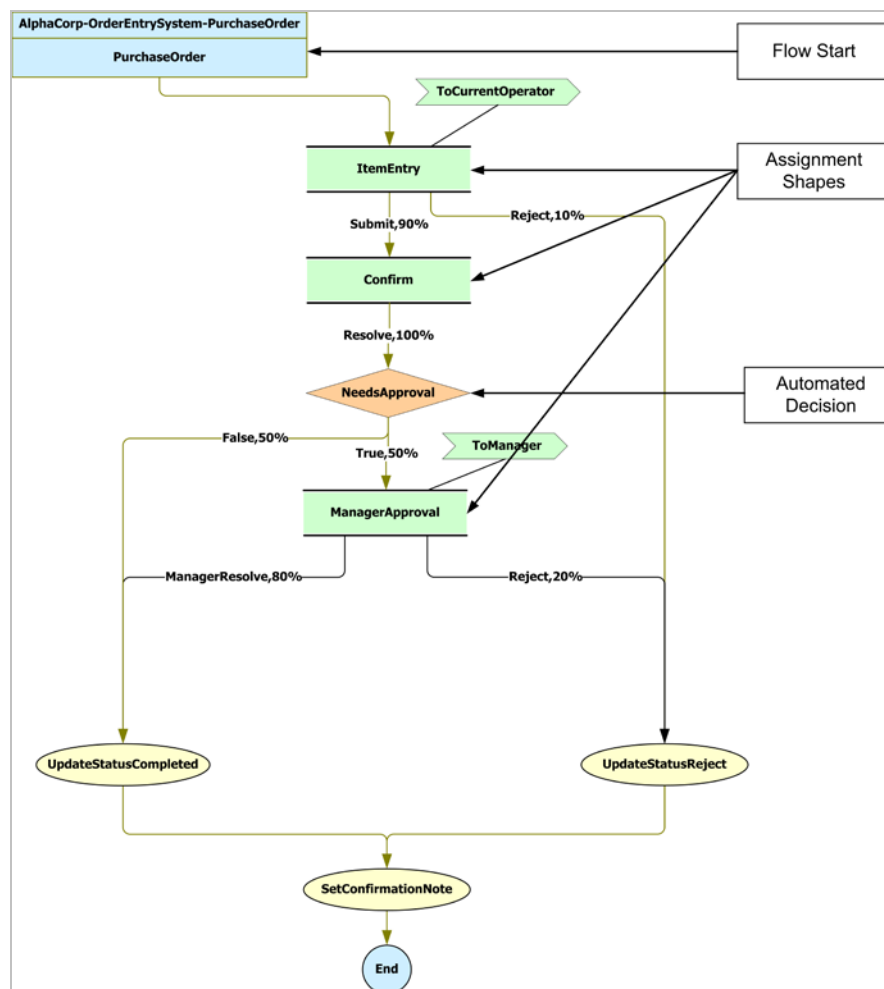 AlphaCorp-OrderEntrySystem-PurchaseOrder
PurchaseOrder
Flow Start
ToCurrentOperator
ItemEntry
Assignment
Shapes
Submit,90%
Reject,10%
Confirm
Resolve,100%
NeedsApproval
Automated
Decision
False,50%
True,50%
ToManager
ManagerApproval
ManagerResolve,80%
Reject,20%
UpdateStatusCompleted
UpdateStatusReject
SetConfirmationNote
End